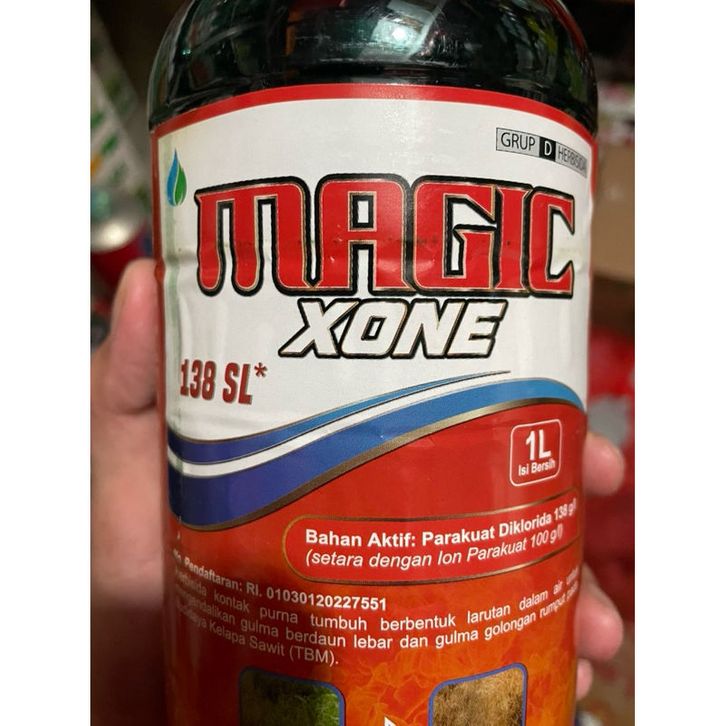 GRUP D HERBISIDA
MAGIC
XONE
138 SL*
1L
Isi Bersih
Bahan Aktif: Parakuat Diklorida 138 g/l
(setara dengan Ion Parakuat 100 g/l)
Pendaftaran: RI. 01030120227551
herbisida kontak purna tumbuh berbentuk larutan dalam air
mengendalikan gulma berdaun lebar dan gulma golongan rumput
Kelapa Sawit (TBM).